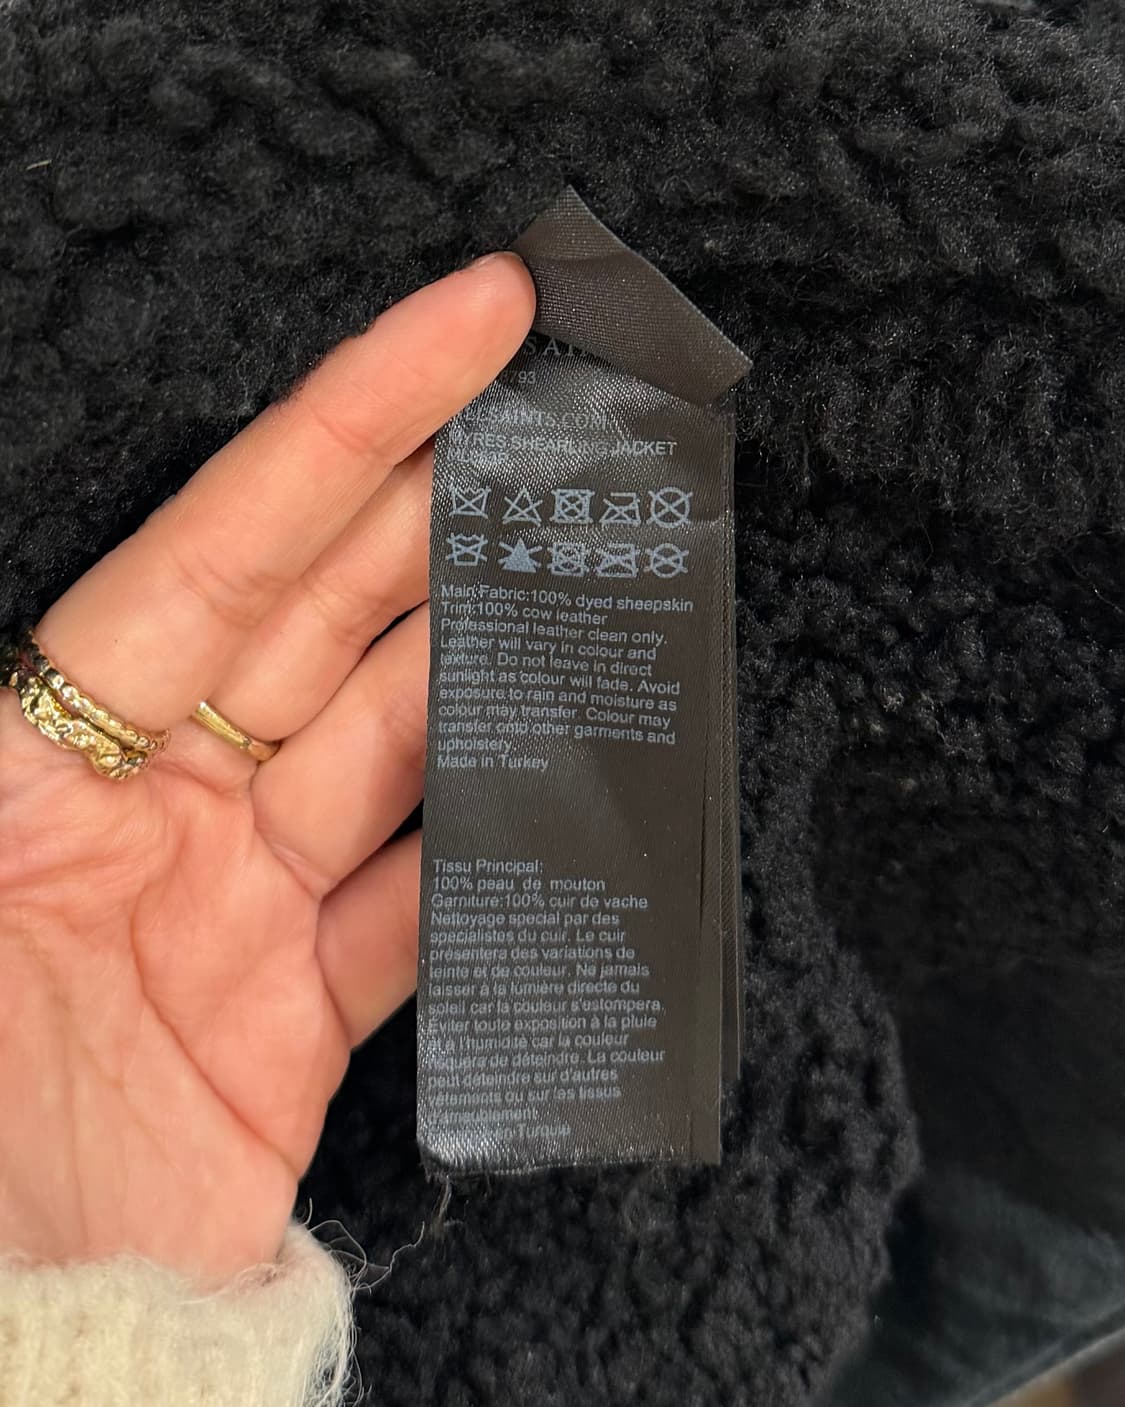 93
SHEARLING JACKET
Main Fabric:100% dyed sheepskin
Trim:100% cow leather
Professional leather clean only.
Leather will vary in colour and
texture. Do not leave in direct
sunlight as colour will fade. Avoid
exposure to rain and moisture as
colour may transfer. Colour may
transfer onto other garments and
upholstery.
Made in Turkey
Tissu Principal:
100% peau de mouton
Garniture:100% cuir de vache
Nettoyage special par des
specialistes du cuir. Le cuir
présentera des variations de
teinte et de couleur. Ne jamais
laisser à la lumière directe du
soleil car la couleur s'estompera.
Éviter toute exposition à la pluie
et à l'humidité car la couleur
de déteindre. La couleur
peut déteindre sur d'autres
vêtements ou sur les tissus
d'ameublement.
Turquie